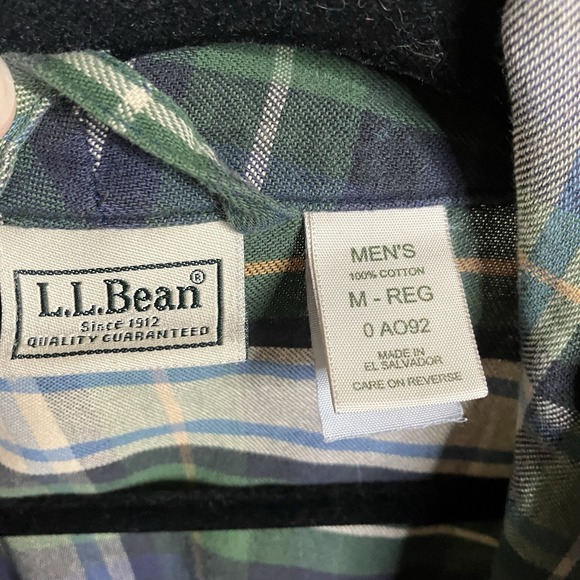 L.L.Bean®
Since 1912
QUALITY GUARANTEED
MEN'S
100% COTTON
M - REG
0 AO92
MADE IN
EL SALVADOR
CARE ON REVERSE